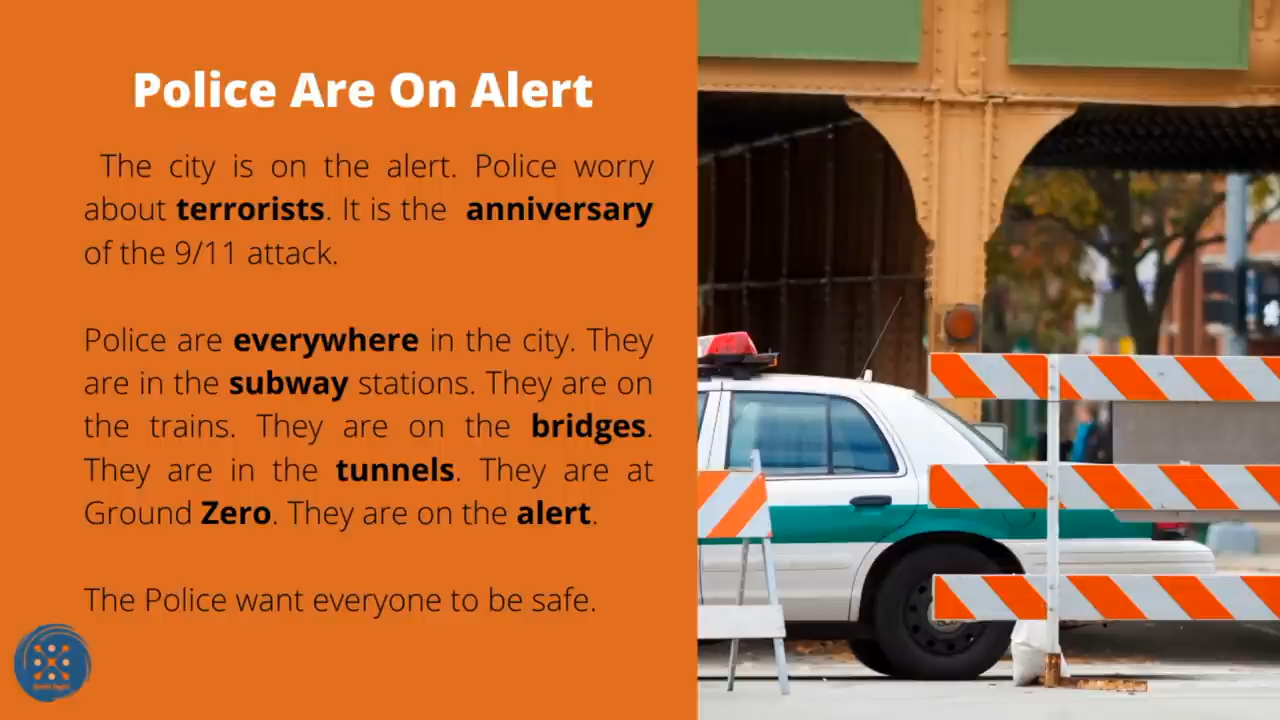 Police Are On Alert
The city is on the alert. Police worry
about terrorists. It is the anniversary
of the 9/11 attack.
Police are everywhere in the city. They
are in the subway stations. They are on
the trains. They are on the bridges.
They are in the tunnels. They are at
Ground Zero. They are on the alert.
The Police want everyone to be safe.